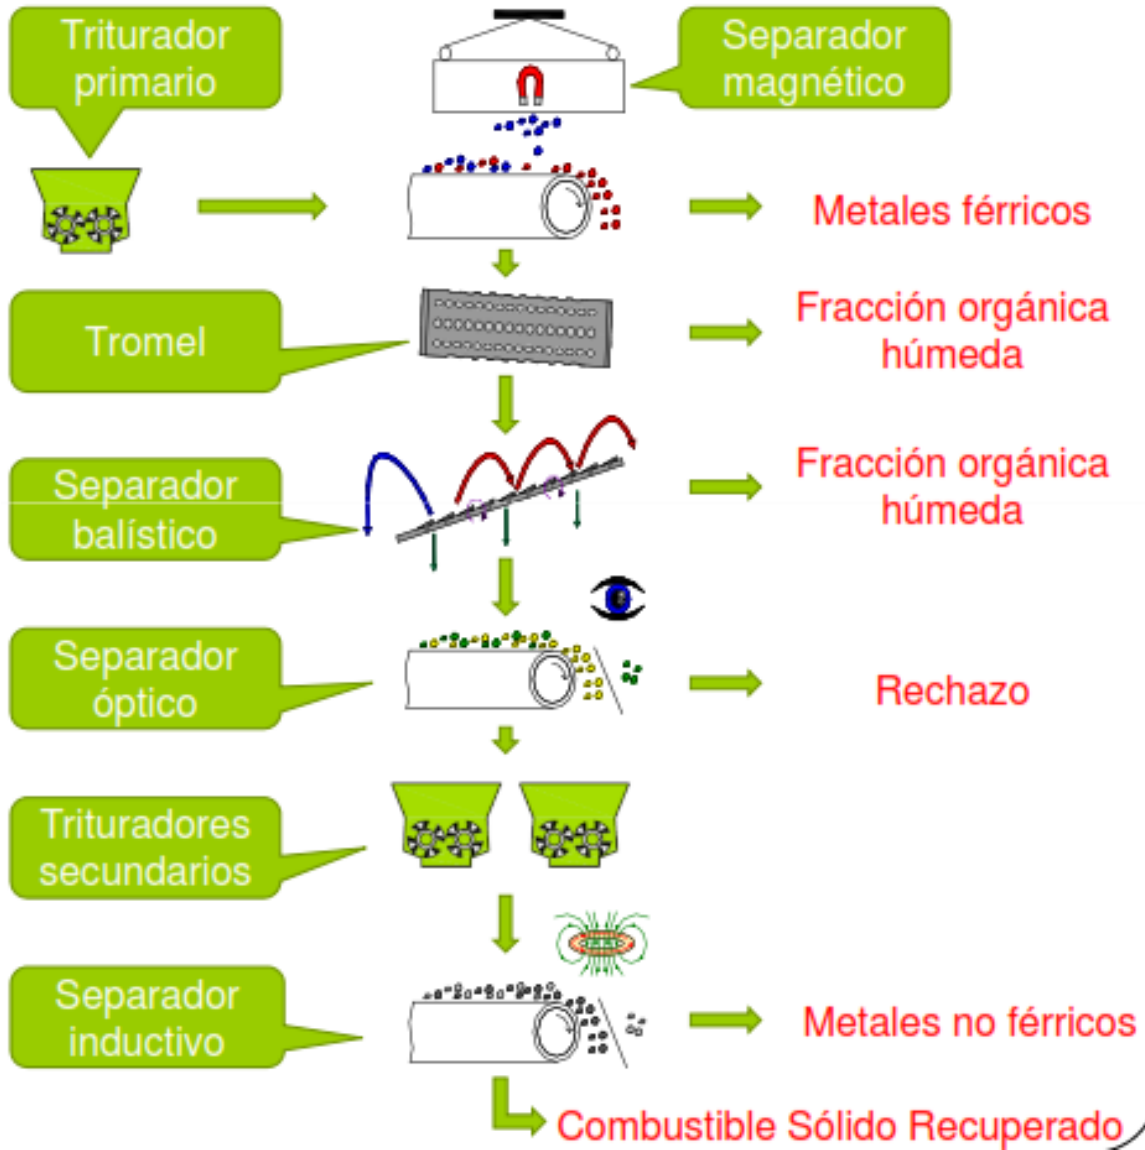 Triturador
primario
Separador
magnético
Metales férricos
Tromel
Fracción orgánica
húmeda
Separador
balístico
Fracción orgánica
húmeda
Separador
óptico
Rechazo
Trituradores
secundarios
Separador
inductivo
Metales no férricos
Combustible Sólido Recuperado